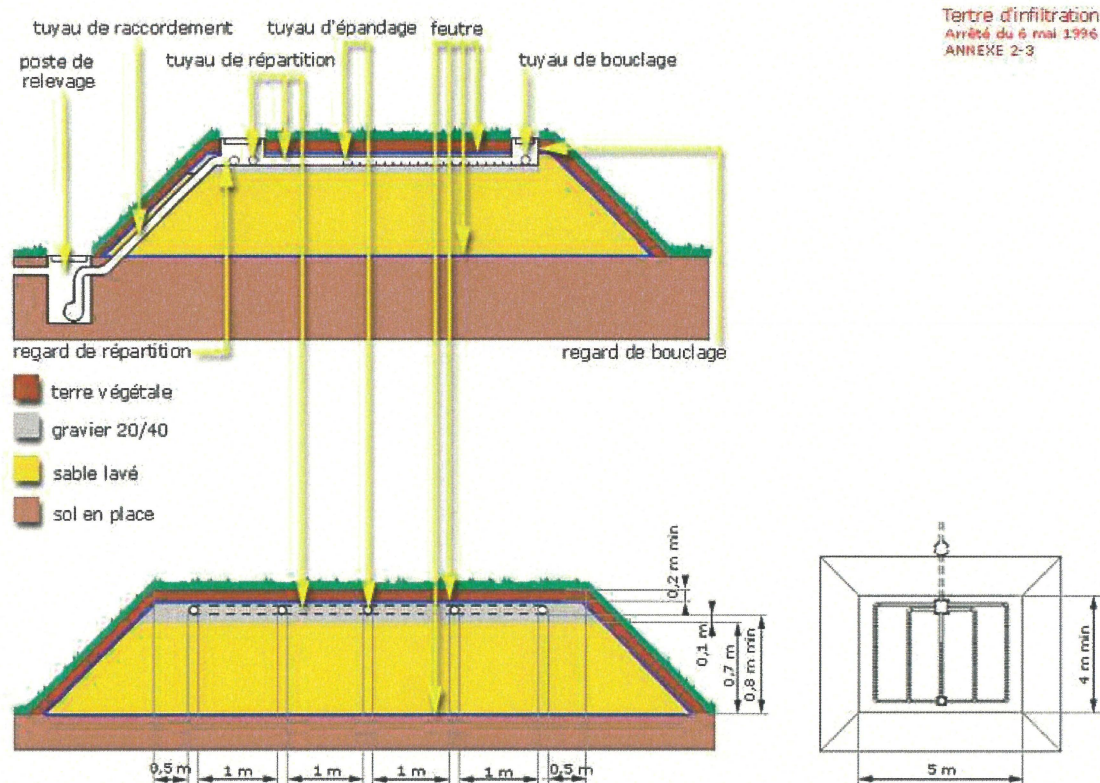 Tertre d'infiltration
Arrêté du 6 mai 1996
ANNEXE 2-3
tuyau de raccordement
tuyau d'épandage
feutre
poste de
relevage
tuyau de répartition
tuyau de bouclage
regard de répartition
regard de bouclage
terre végétale
gravier 20/40
sable lavé
sol en place
0,2 m min
0,1 m
0,7 m
0,8 m min
0,5 m
1 m
1 m
1 m
1 m
0,5 m
4 m min
5 m